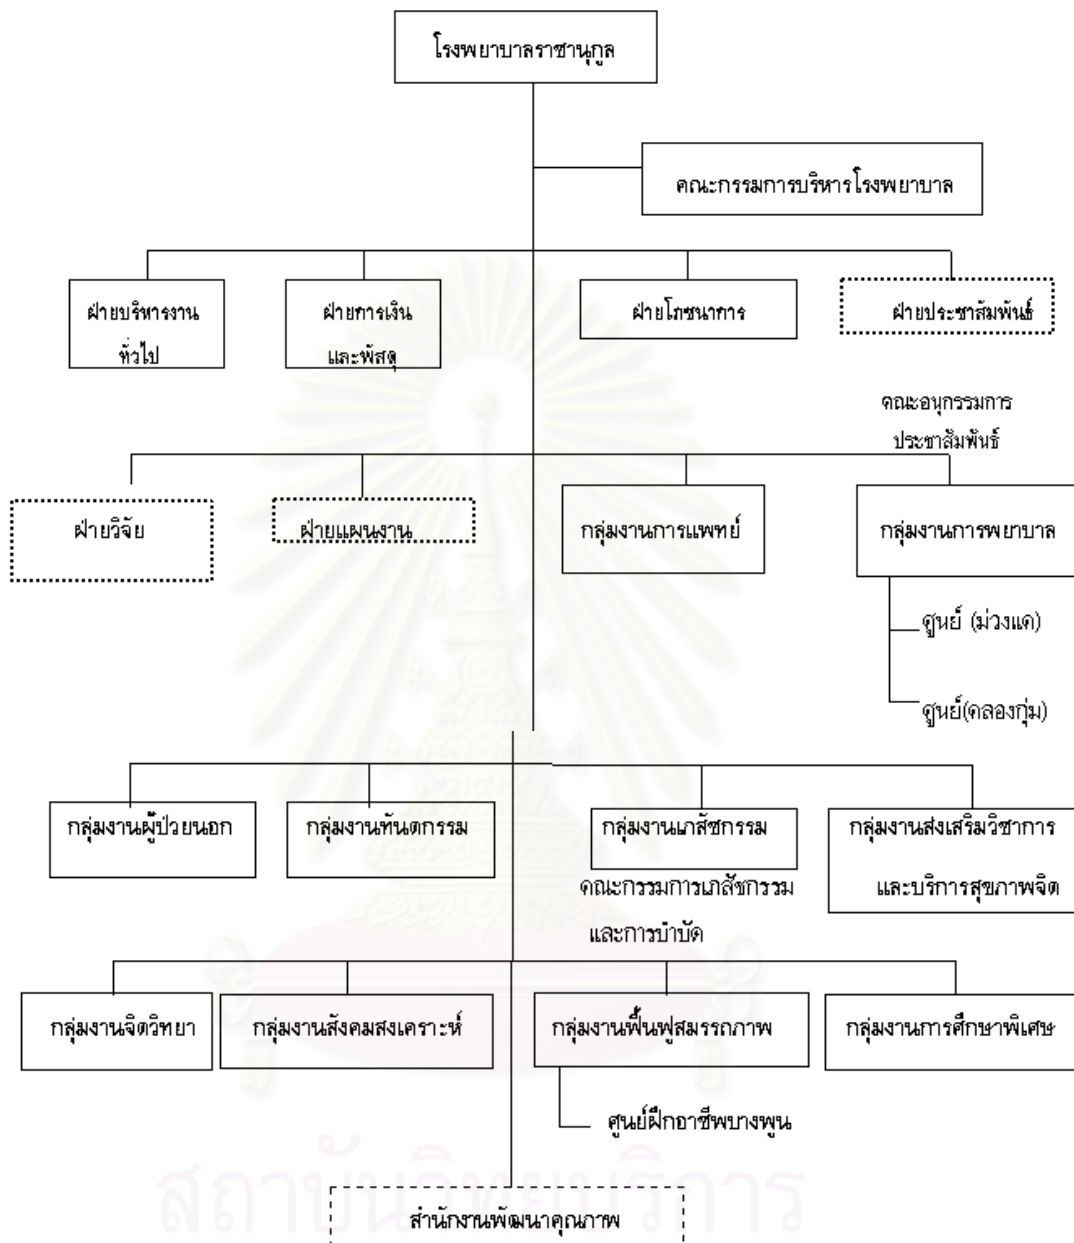 โรงพยาบาลราชานุกูล
คณะกรรมการบริหารโรงพยาบาล
ฝ่ายบริหารงาน
ทั่วไป
ฝ่ายการเงิน
และพัสดุ
ฝ่ายโภชนาการ
ฝ่ายประชาสัมพันธ์
คณะอนุกรรมการ
ประชาสัมพันธ์
ฝ่ายวิจัย
ฝ่ายแผนงาน
กลุ่มงานการแพทย์
กลุ่มงานการพยาบาล
ศูนย์ (ม่วงแค)
ศูนย์(คลองกุ่ม)
กลุ่มงานผู้ป่วยนอก
กลุ่มงานทันตกรรม
กลุ่มงานเภสัชกรรม
คณะกรรมการเภสัชกรรม
และการบำบัด
กลุ่มงานส่งเสริมวิชาการ
และบริการสุขภาพจิต
กลุ่มงานจิตวิทยา
กลุ่มงานสังคมสงเคราะห์
กลุ่มงานฟื้นฟูสมรรถภาพ
กลุ่มงานการศึกษาพิเศษ
ศูนย์ฝึกอาชีพบางพูน
สถาบันวิทยบริการ
สำนักงานพัฒนาคุณภาพ